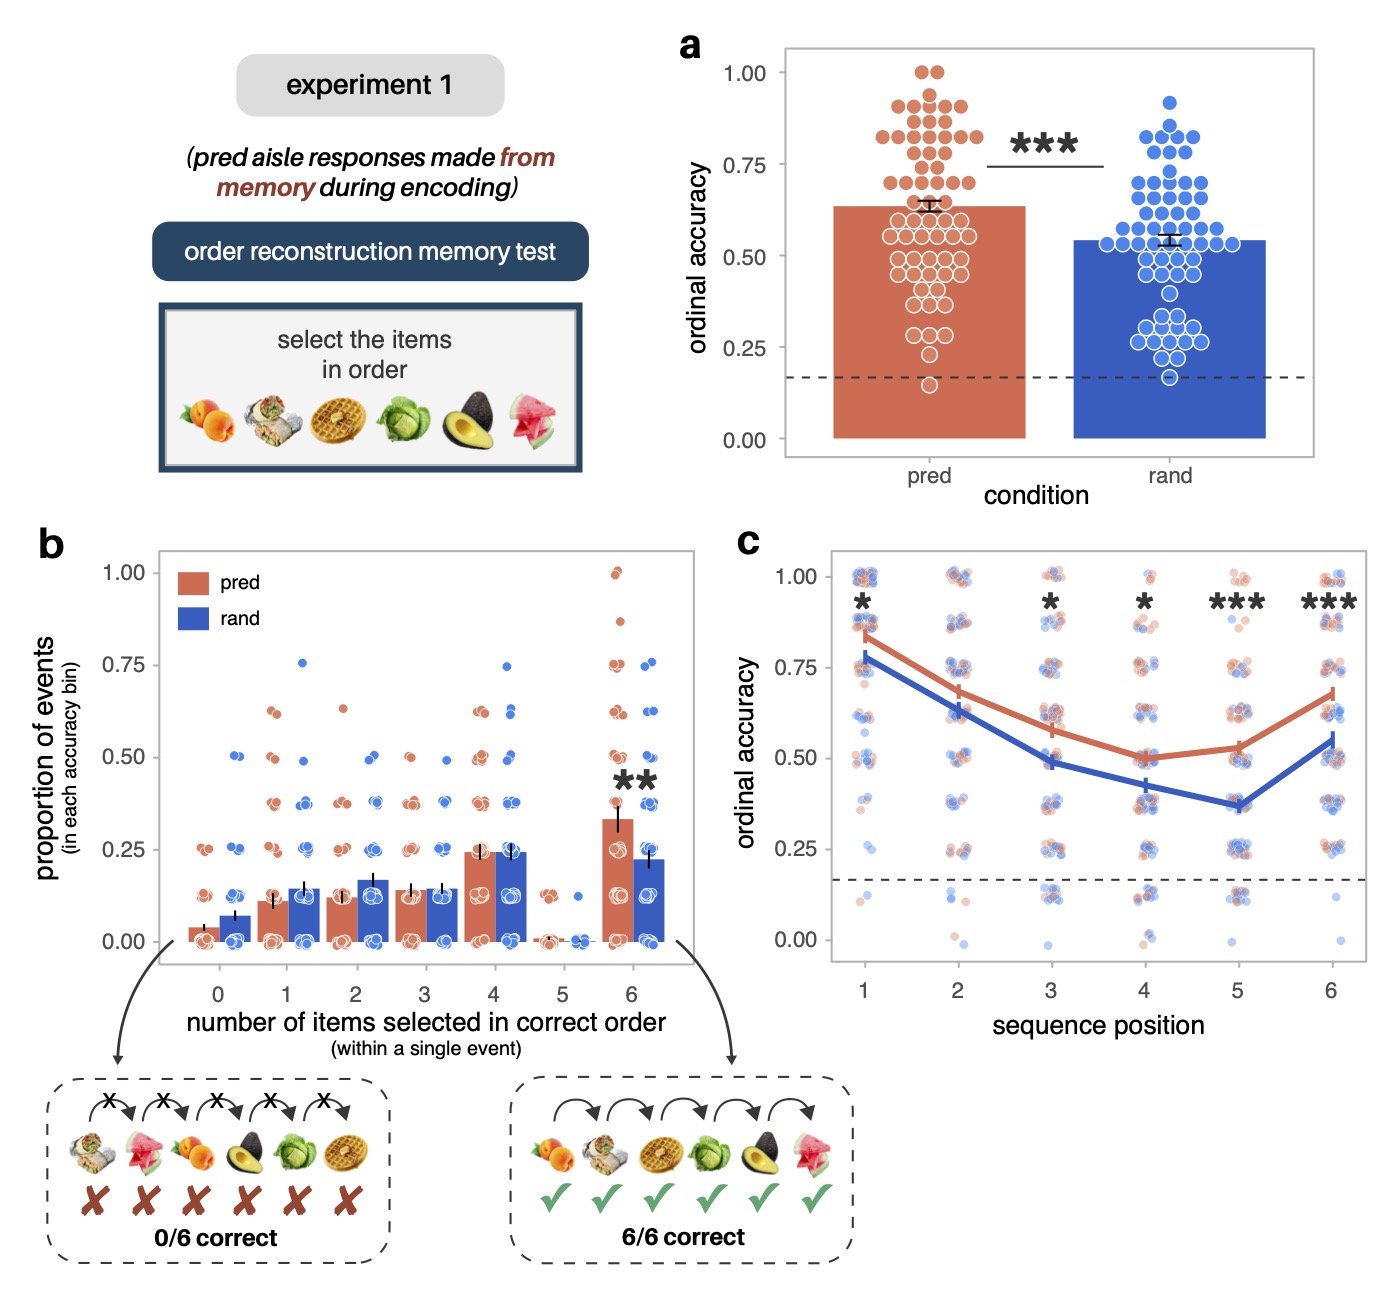 experiment 1
(pred aisle responses made from
memory during encoding)
order reconstruction memory test
select the items
in order
a
1.00
0.75
0.50
0.25
0.00
ordinal accuracy
***
pred
rand
condition
b
1.00
0.75
0.50
0.25
0.00
proportion of events
(in each accuracy bin)
pred
rand
**
0
1
2
3
4
5
6
number of items selected in correct order
(within a single event)
x x x x x
0/6 correct
6/6 correct
c
1.00
0.75
0.50
0.25
0.00
ordinal accuracy
* * * *** ***
1
2
3
4
5
6
sequence position